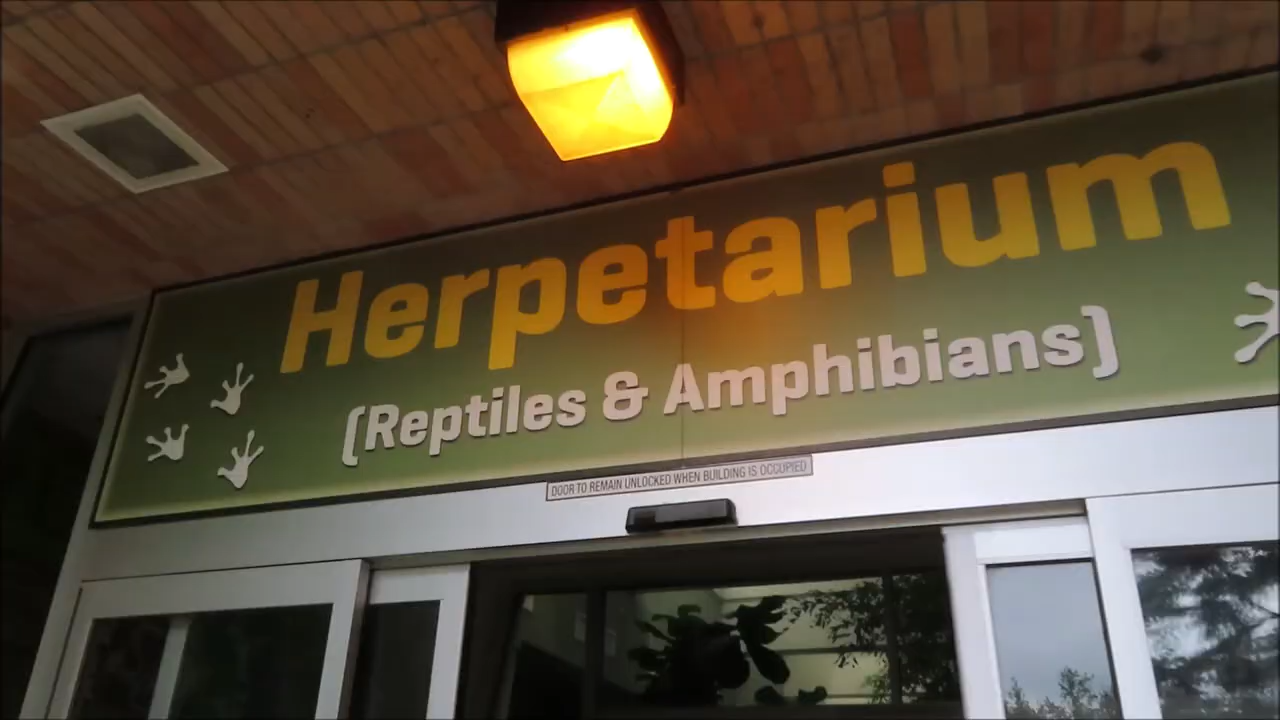 Herpetarium
(Reptiles & Amphibians)
DOOR TO REMAIN UNLOCKED WHEN BUILDING IS OCCUPIED